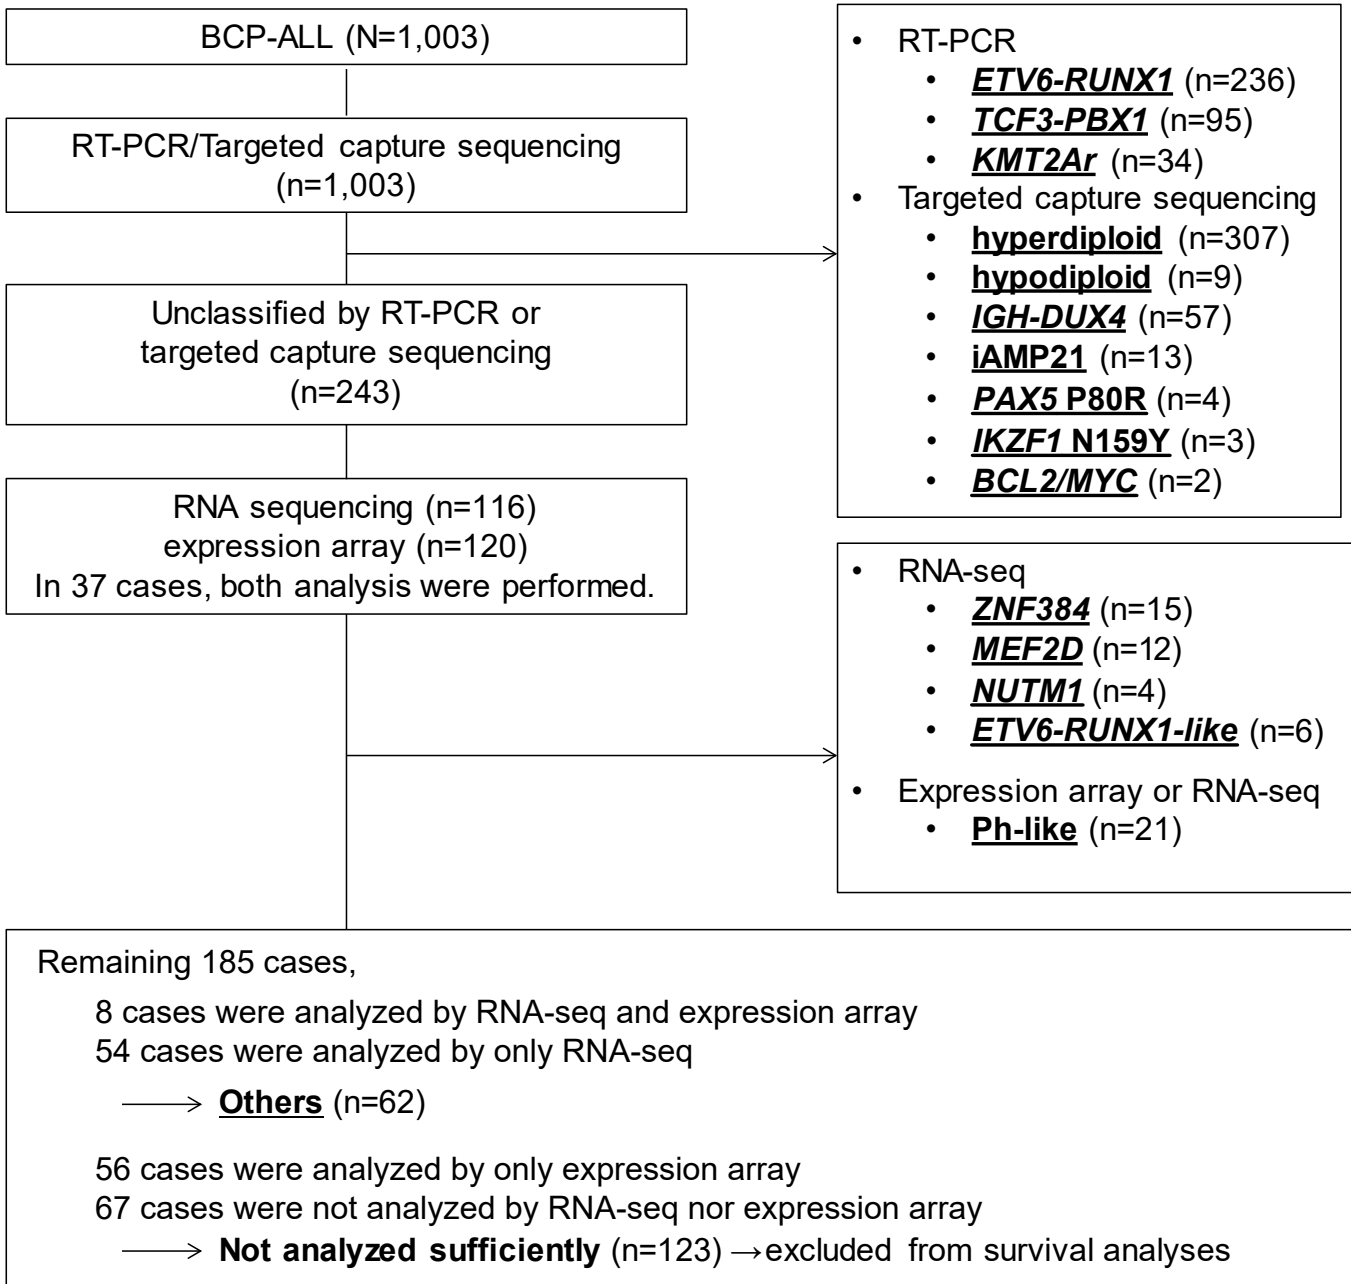 BCP-ALL (N=1,003)
RT-PCR/Targeted capture sequencing
(n=1,003)
Unclassified by RT-PCR or
targeted capture sequencing
(n=243)
RNA sequencing (n=116)
expression array (n=120)
In 37 cases, both analysis were performed.
• RT-PCR
• ETV6-RUNX1 (n=236)
• TCF3-PBX1 (n=95)
• KMT2Ar (n=34)
• Targeted capture sequencing
• hyperdiploid (n=307)
• hypodiploid (n=9)
• IGH-DUX4 (n=57)
• iAMP21 (n=13)
• PAX5 P80R (n=4)
• IKZF1 N159Y (n=3)
• BCL2/MYC (n=2)
• RNA-seq
• ZNF384 (n=15)
• MEF2D (n=12)
• NUTM1 (n=4)
• ETV6-RUNX1-like (n=6)
• Expression array or RNA-seq
• Ph-like (n=21)
Remaining 185 cases,
8 cases were analyzed by RNA-seq and expression array
54 cases were analyzed by only RNA-seq
→ Others (n=62)
56 cases were analyzed by only expression array
67 cases were not analyzed by RNA-seq nor expression array
→ Not analyzed sufficiently (n=123) →excluded from survival analyses